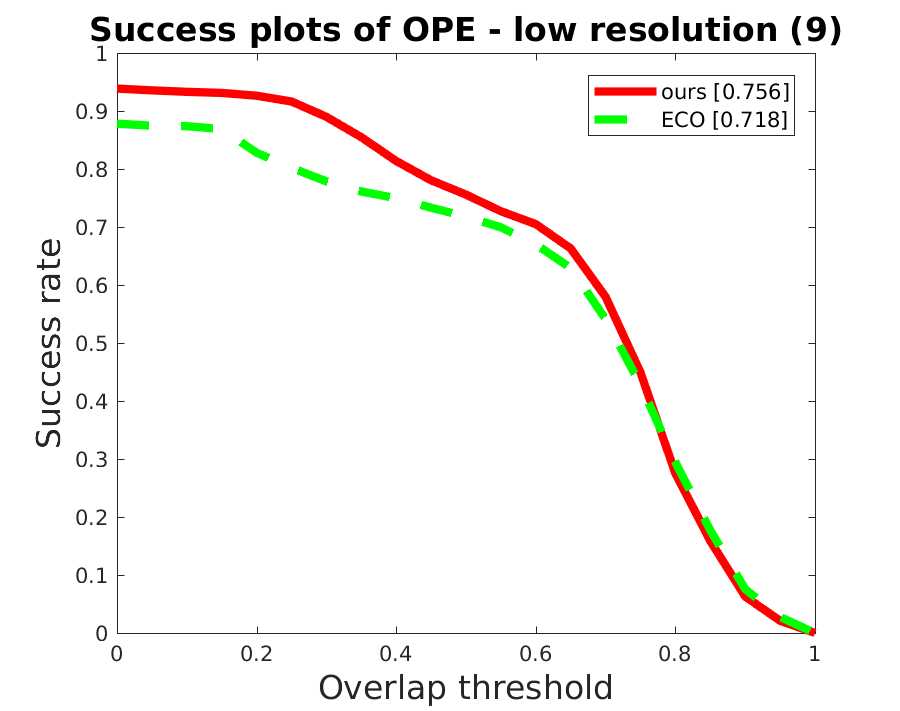 Success plots of OPE - low resolution (9)
1
0.9
0.8
0.7
0.6
0.5
0.4
0.3
0.2
0.1
0
Success rate
ours [0.756]
ECO [0.718]
0 0.2 0.4 0.6 0.8 1
Overlap threshold